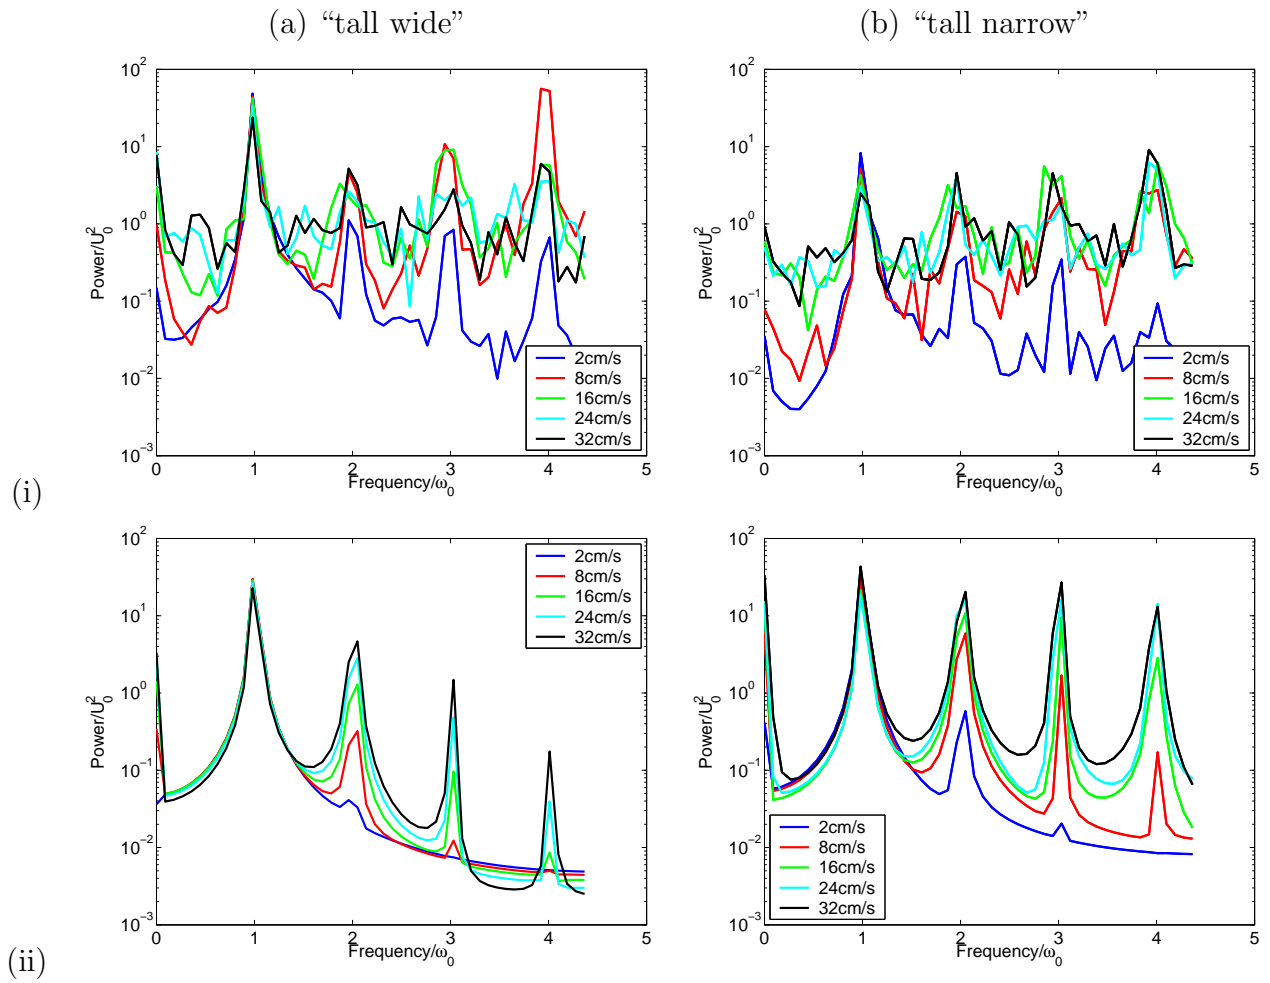 (a) “tall wide”
(b) “tall narrow”
(i)
10^2
10^1
10^0
10^−1
10^−2
10^−3
Power/U_0^2
0 1 2 3 4 5
Frequency/ω_0
2cm/s
8cm/s
16cm/s
24cm/s
32cm/s
10^2
10^1
10^0
10^−1
10^−2
10^−3
Power/U_0^2
0 1 2 3 4 5
Frequency/ω_0
2cm/s
8cm/s
16cm/s
24cm/s
32cm/s
(ii)
10^2
10^1
10^0
10^−1
10^−2
10^−3
Power/U_0^2
0 1 2 3 4 5
Frequency/ω_0
2cm/s
8cm/s
16cm/s
24cm/s
32cm/s
10^2
10^1
10^0
10^−1
10^−2
10^−3
Power/U_0^2
0 1 2 3 4 5
Frequency/ω_0
2cm/s
8cm/s
16cm/s
24cm/s
32cm/s